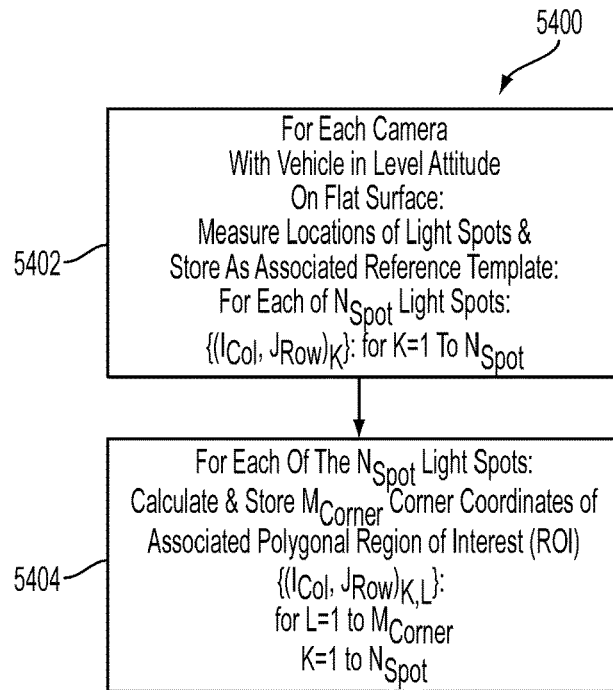 5400
For Each Camera
With Vehicle in Level Attitude
On Flat Surface:
Measure Locations of Light Spots &
Store As Associated Reference Template:
For Each of NSpot Light Spots:
{(ICol, JRow)K}: for K=1 To NSpot
5402
For Each Of The NSpot Light Spots:
Calculate & Store MCorner Corner Coordinates of
Associated Polygonal Region of Interest (ROI)
{(ICol, JRow)K,L}:
for L=1 to MCorner
K=1 to NSpot
5404